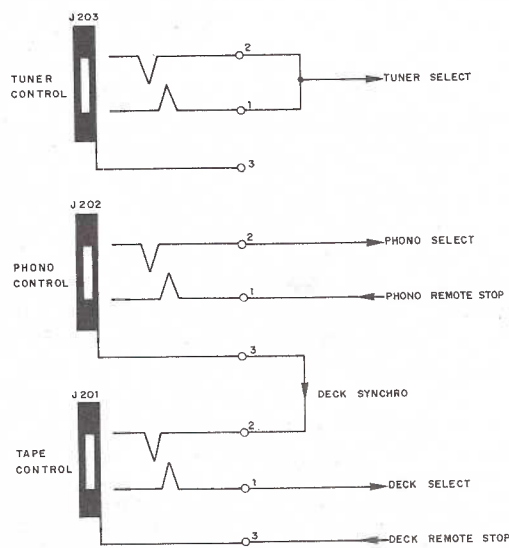 J203
TUNER
CONTROL
2
TUNER SELECT
1
3
J202
PHONO
CONTROL
2
PHONO SELECT
1
PHONO REMOTE STOP
3
DECK SYNCHRO
J201
TAPE
CONTROL
2
1
DECK SELECT
3
DECK REMOTE STOP